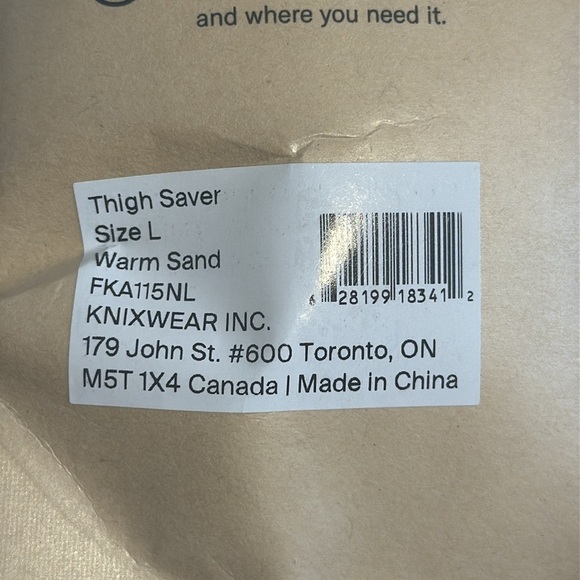 and where you need it.
Thigh Saver
Size L
Warm Sand
FKA115NL
KNIXWEAR INC.
179 John St. #600 Toronto, ON
M5T 1X4 Canada | Made in China
6 28199 18341 2